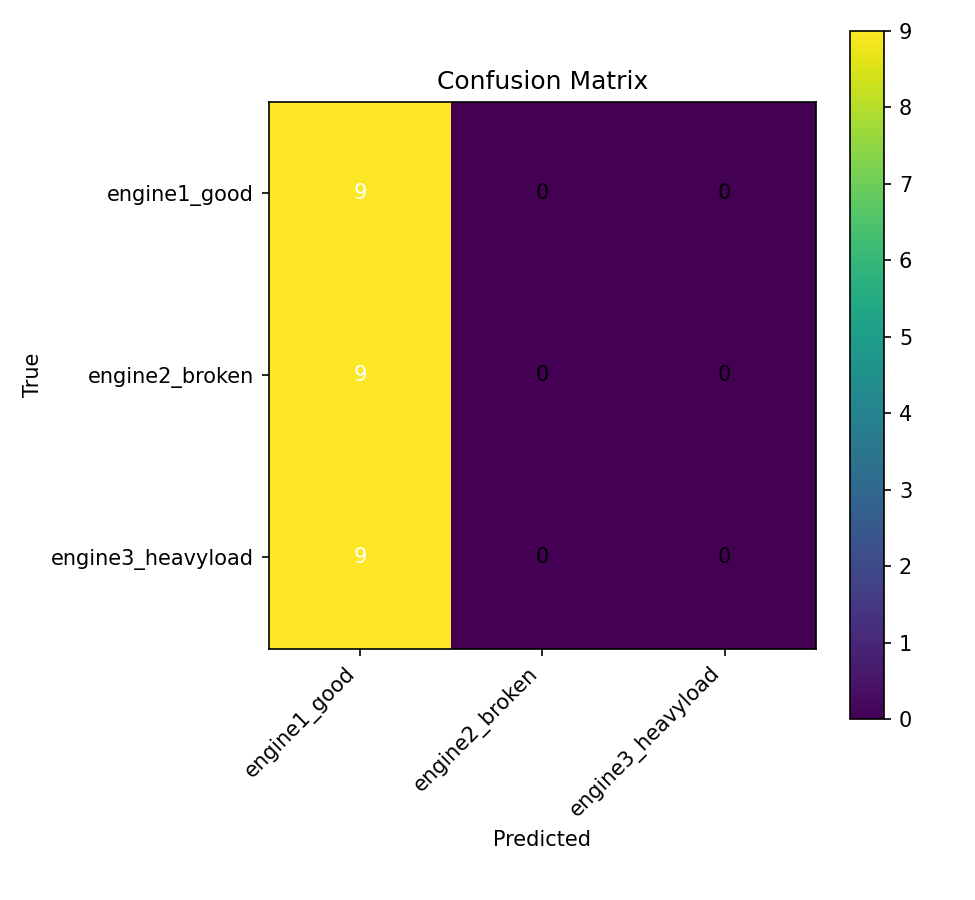 Confusion Matrix
True
engine1_good
engine2_broken
engine3_heavyload
9 0 0
9 0 0
9 0 0
engine1_good
engine2_broken
engine3_heavyload
Predicted
9
8
7
6
5
4
3
2
1
0